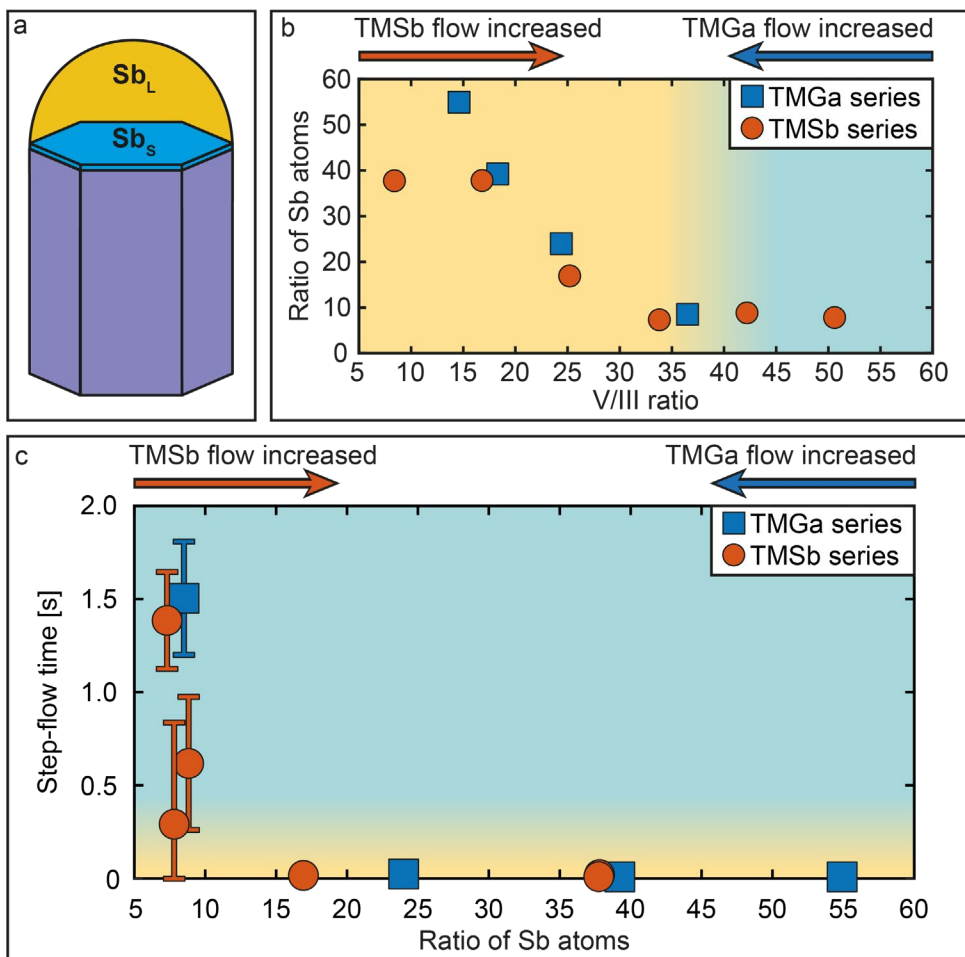 a
Sb_L
Sb_S
b
TMSb flow increased
TMGa flow increased
TMGa series
TMSb series
Ratio of Sb atoms
60
50
40
30
20
10
0
5 10 15 20 25 30 35 40 45 50 55 60
V/III ratio
c
TMSb flow increased
TMGa flow increased
TMGa series
TMSb series
Step-flow time [s]
2.0
1.5
1.0
0.5
0
5 10 15 20 25 30 35 40 45 50 55 60
Ratio of Sb atoms